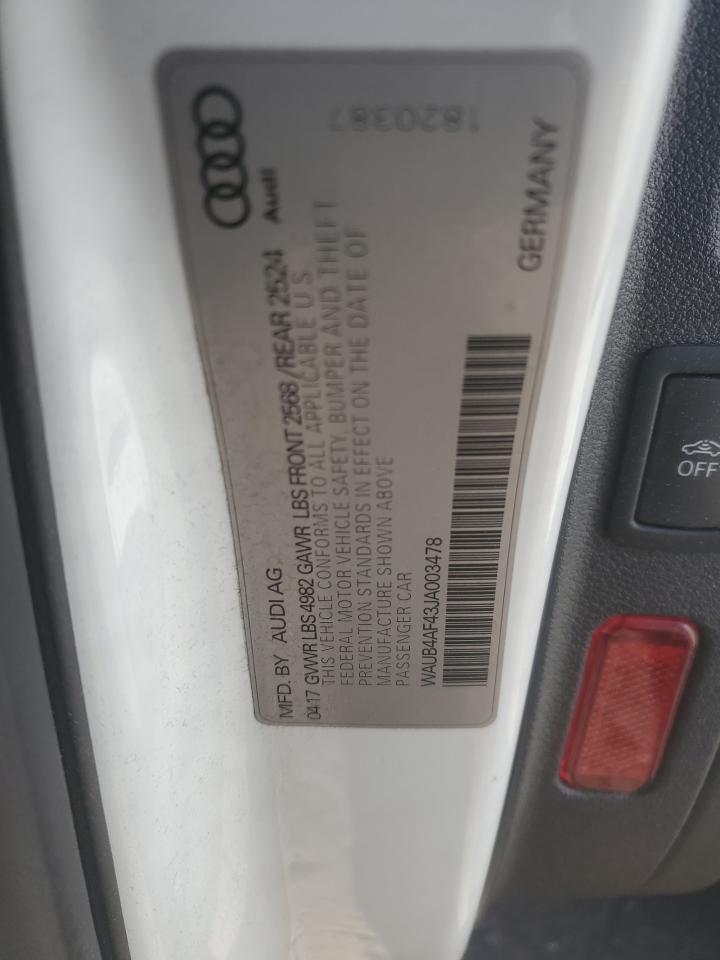 Audi
MFD. BY AUDI AG
04-17 GVWR LBS 4982 GAWR LBS FRONT 2568 /REAR 2524
THIS VEHICLE CONFORMS TO ALL APPLICABLE U S.
FEDERAL MOTOR VEHICLE SAFETY, BUMPER AND THEFT
PREVENTION STANDARDS IN EFFECT ON THE DATE OF
MANUFACTURE SHOWN ABOVE
PASSENGER CAR
WAUB4AF43JA003478
GERMANY
1820387
OFF